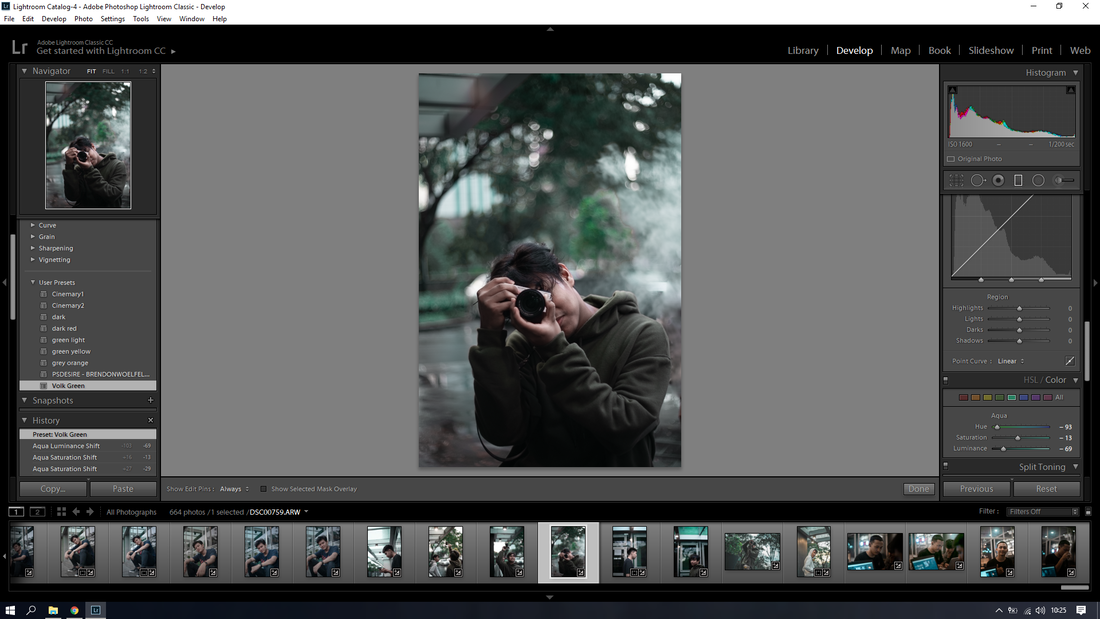 Lightroom Catalog-4 - Adobe Photoshop Lightroom Classic - Develop
File Edit Develop Photo Settings Tools View Window Help
Lr
Adobe Lightroom Classic CC
Get started with Lightroom CC
Library Develop Map Book Slideshow Print Web
Navigator FIT FILL 1:1 1:2
Histogram
ISO 1600 1/200 sec
Original Photo
Curve
Grain
Sharpening
Vignetting
User Presets
Cinemary1
Cinemary2
dark
dark red
green light
green yellow
grey orange
PSDESIRE - BRENDONWOELFEL...
Volk Green
Snapshots +
History
Preset: Volk Green
Aqua Luminance Shift -69
Aqua Saturation Shift -13
Aqua Saturation Shift -29
Copy... Paste
Region
Highlights 0
Lights 0
Darks 0
Shadows 0
Point Curve : Linear
HSL / Color
All
Aqua
Hue - 93
Saturation - 13
Luminance - 69
Split Toning
Previous Reset
Show Edit Pins : Always Show Selected Mask Overlay Done
1 2 All Photographs 664 photos / 1 selected / DSC00759.ARW Filter : Filters Off
10:25